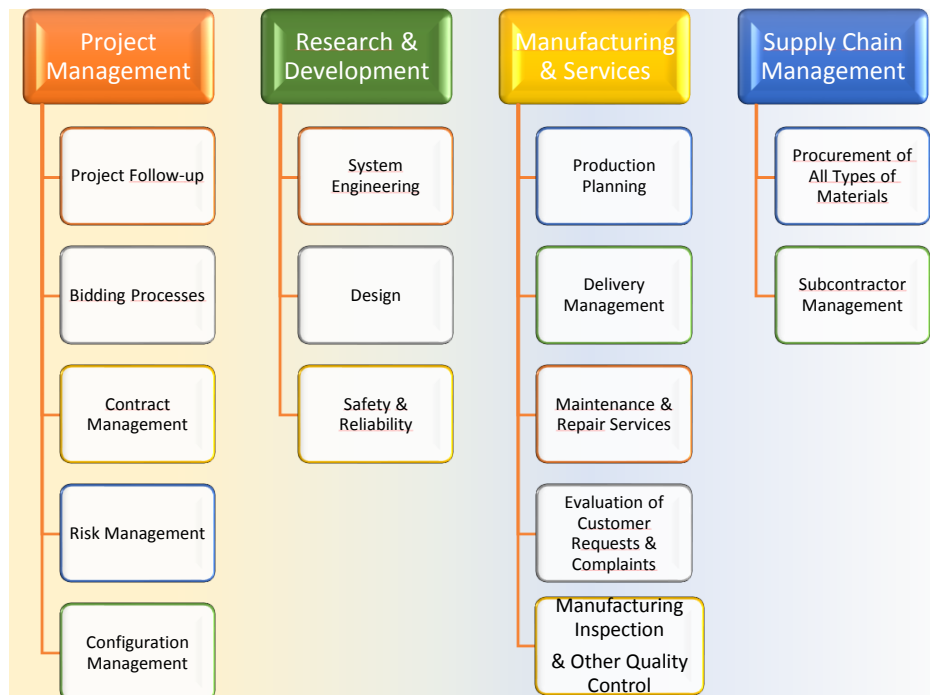 Project
Management
Project Follow-up
Bidding Processes
Contract
Management
Risk Management
Configuration
Management
Research &
Development
System
Engineering
Design
Safety &
Reliability
Manufacturing
& Services
Production
Planning
Delivery
Management
Maintenance &
Repair Services
Evaluation of
Customer
Requests &
Complaints
Manufacturing
Inspection
& Other Quality
Control
Supply Chain
Management
Procurement of
All Types of
Materials
Subcontractor
Management